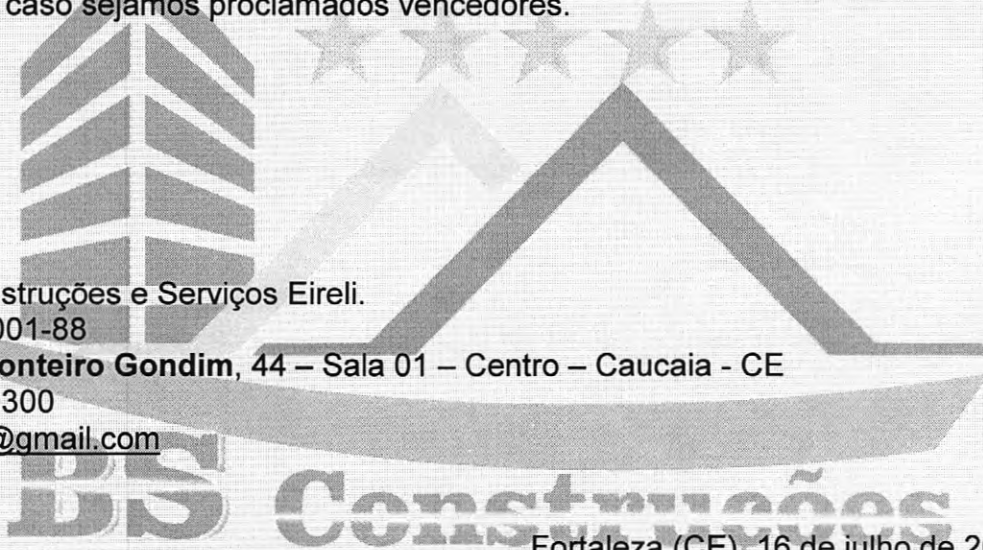 caso sejamos proclamados vencedores.
struções e Serviços Eireli.
001-88
onteiro Gondim, 44 – Sala 01 – Centro – Caucaia - CE
300
@gmail.com
BS Construções
Fortaleza (CE), 16 de julho de 20